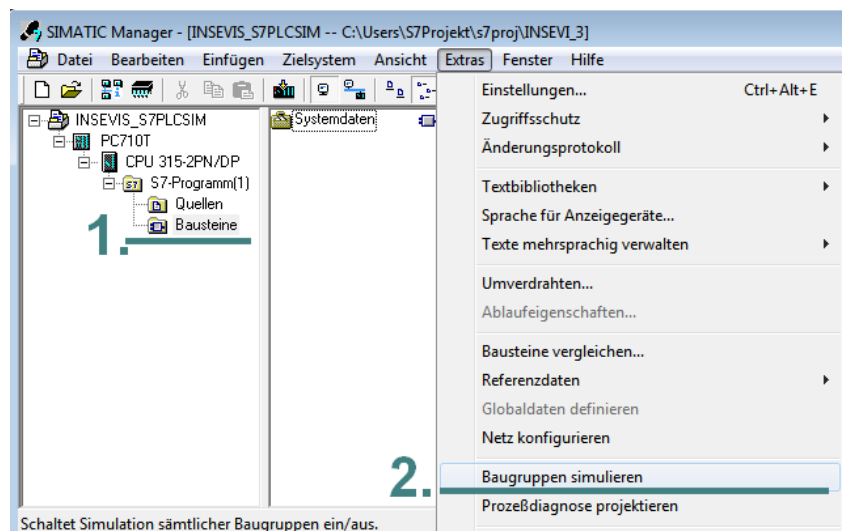 SIMATIC Manager - [INSEVIS_S7PLCSIM -- C:\Users\S7Projekt\s7proj\INSEVI_3]
Datei Bearbeiten Einfügen Zielsystem Ansicht Extras Fenster Hilfe
INSEVIS_S7PLCSIM
PC710T
CPU 315-2PN/DP
S7-Programm(1)
Quellen
Bausteine
1.
Systemdaten
Einstellungen... Ctrl+Alt+E
Zugriffsschutz
Änderungsprotokoll
Textbibliotheken
Sprache für Anzeigegeräte...
Texte mehrsprachig verwalten
Umverdrahten...
Ablaufeigenschaften...
Bausteine vergleichen...
Referenzdaten
Globaldaten definieren
Netz konfigurieren
2.
Baugruppen simulieren
Prozeßdiagnose projektieren
Schaltet Simulation sämtlicher Baugruppen ein/aus.